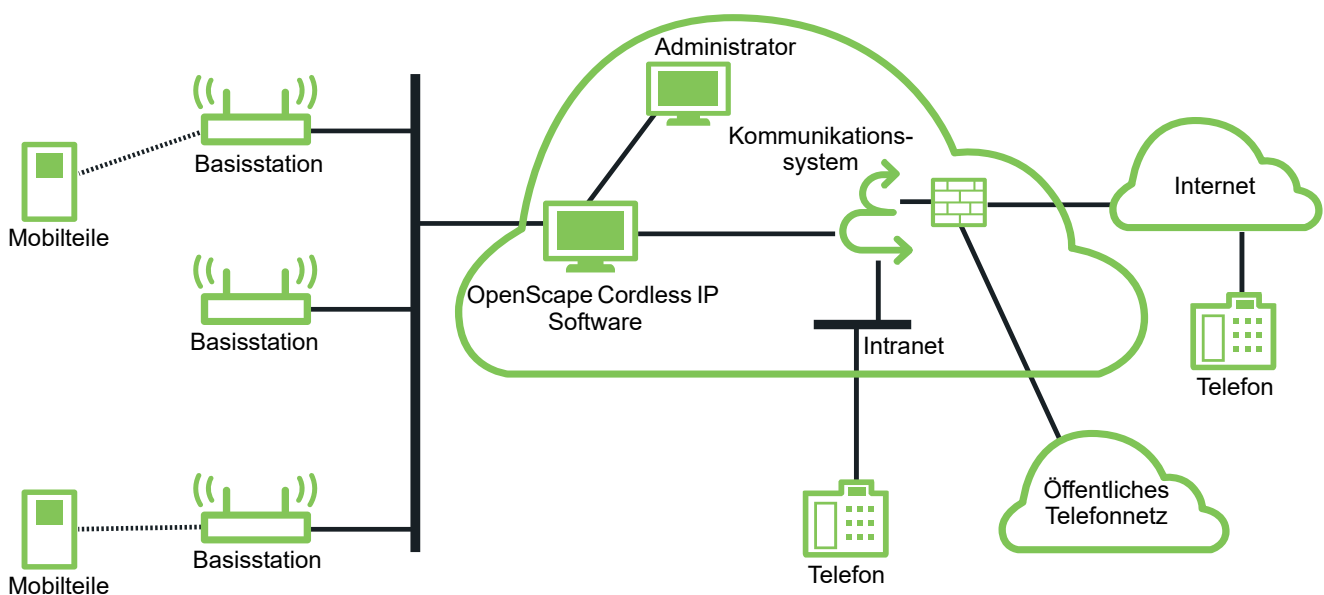 Administrator
Kommunikations-
system
Basisstation
Internet
Mobilteile
OpenScape Cordless IP
Software
Basisstation
Intranet
Telefon
Öffentliches
Telefonnetz
Basisstation
Telefon
Mobilteile